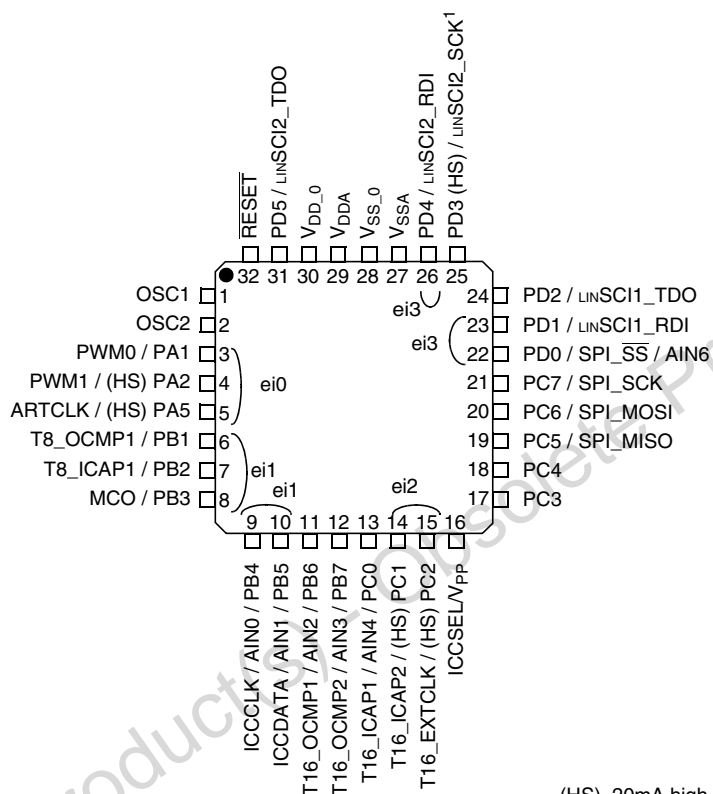 RESET
PD5 / LINSCI2_TDO
VDD_0
VDDA
VSS_0
VSSA
PD4 / LINSCI2_RDI
PD3 (HS) / LINSCI2_SCK1
32 31 30 29 28 27 26 25
OSC1 1
OSC2 2
PWM0 / PA1 3
PWM1 / (HS) PA2 4
ARTCLK / (HS) PA5 5
T8_OCMP1 / PB1 6
T8_ICAP1 / PB2 7
MCO / PB3 8
ei0
ei1
ei1
ei2
ei3
ei3
24 PD2 / LINSCI1_TDO
23 PD1 / LINSCI1_RDI
22 PD0 / SPI_SS / AIN6
21 PC7 / SPI_SCK
20 PC6 / SPI_MOSI
19 PC5 / SPI_MISO
18 PC4
17 PC3
9 10 11 12 13 14 15 16
ICCCLK / AIN0 / PB4
ICCDATA / AIN1 / PB5
T16_OCMP1 / AIN2 / PB6
T16_OCMP2 / AIN3 / PB7
T16_ICAP1 / AIN4 / PC0
T16_ICAP2 / (HS) PC1
T16_EXTCLK / (HS) PC2
ICCSEL/VPP
(HS) 20mA high
roduct(s) - Obsolete Pr